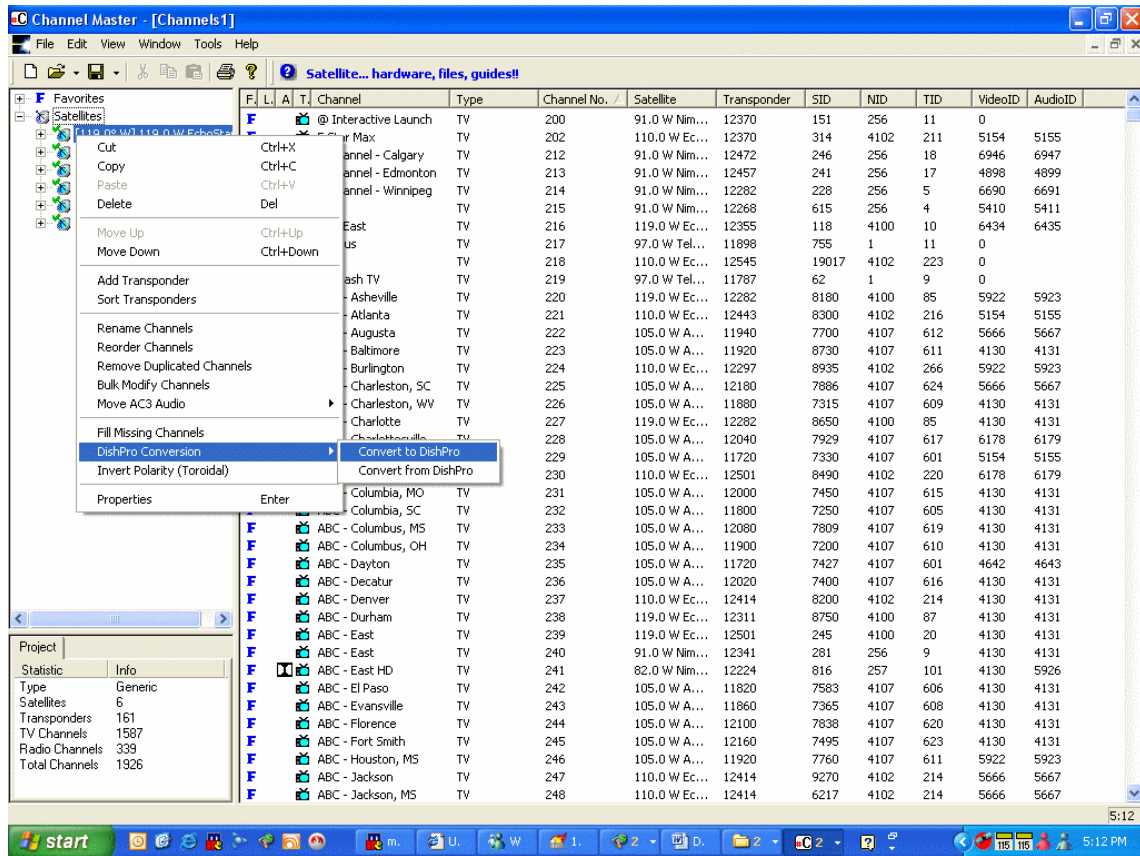 Channel Master - [Channels1]
File Edit View Window Tools Help
Satellite... hardware, files, guides!!
F Favorites
Satellites
[119.0° W] 119.0 W EchoSta
Cut Ctrl+X
Copy Ctrl+C
Paste Ctrl+V
Delete Del
Move Up Ctrl+Up
Move Down Ctrl+Down
Add Transponder
Sort Transponders
Rename Channels
Reorder Channels
Remove Duplicated Channels
Bulk Modify Channels
Move AC3 Audio
Fill Missing Channels
DishPro Conversion
Invert Polarity (Toroidal)
Properties Enter
Convert to DishPro
Convert from DishPro
Project
Statistic Info
Type Generic
Satellites 6
Transponders 161
TV Channels 1587
Radio Channels 339
Total Channels 1926
F. L. A T. Channel Type Channel No. / Satellite Transponder SID NID TID VideoID AudioID
F @ Interactive Launch TV 200 91.0 W Nim... 12370 151 256 11 0
r Max TV 202 110.0 W Ec... 12370 314 4102 211 5154 5155
annel - Calgary TV 212 91.0 W Nim... 12472 246 256 18 6946 6947
annel - Edmonton TV 213 91.0 W Nim... 12457 241 256 17 4898 4899
annel - Winnipeg TV 214 91.0 W Nim... 12282 228 256 5 6690 6691
TV 215 91.0 W Nim... 12268 615 256 4 5410 5411
East TV 216 119.0 W Ec... 12355 118 4100 10 6434 6435
us TV 217 97.0 W Tel... 11898 755 1 11 0
TV 218 110.0 W Ec... 12545 19017 4102 223 0
ash TV TV 219 97.0 W Tel... 11787 62 1 9 0
- Asheville TV 220 119.0 W Ec... 12282 8180 4100 85 5922 5923
- Atlanta TV 221 110.0 W Ec... 12443 8300 4102 216 5154 5155
- Augusta TV 222 105.0 W A... 11940 7700 4107 612 5666 5667
- Baltimore TV 223 105.0 W A... 11920 8730 4107 611 4130 4131
- Burlington TV 224 110.0 W Ec... 12297 8935 4102 266 5922 5923
- Charleston, SC TV 225 105.0 W A... 12180 7886 4107 624 5666 5667
- Charleston, WV TV 226 105.0 W A... 11880 7315 4107 609 4130 4131
- Charlotte TV 227 119.0 W Ec... 12282 8650 4100 85 4130 4131
- Charlottesville TV 228 105.0 W A... 12040 7929 4107 617 6178 6179
229 105.0 W A... 11720 7330 4107 601 5154 5155
230 110.0 W Ec... 12501 8490 4102 220 6178 6179
- Columbia, MO TV 231 105.0 W A... 12000 7450 4107 615 4130 4131
F ABC - Columbia, SC TV 232 105.0 W A... 11800 7250 4107 605 4130 4131
F ABC - Columbus, MS TV 233 105.0 W A... 12080 7809 4107 619 4130 4131
F ABC - Columbus, OH TV 234 105.0 W A... 11900 7200 4107 610 4130 4131
F ABC - Dayton TV 235 105.0 W A... 11720 7427 4107 601 4642 4643
F ABC - Decatur TV 236 105.0 W A... 12020 7400 4107 616 4130 4131
F ABC - Denver TV 237 110.0 W Ec... 12414 8200 4102 214 4130 4131
F ABC - Durham TV 238 119.0 W Ec... 12311 8750 4100 87 4130 4131
F ABC - East TV 239 119.0 W Ec... 12501 245 4100 20 4130 4131
F ABC - East TV 240 91.0 W Nim... 12341 281 256 9 4130 4131
F ABC - East HD TV 241 82.0 W Nim... 12224 816 257 101 4130 5926
F ABC - El Paso TV 242 105.0 W A... 11820 7583 4107 606 4130 4131
F ABC - Evansville TV 243 105.0 W A... 11860 7365 4107 608 4130 4131
F ABC - Florence TV 244 105.0 W A... 12100 7838 4107 620 4130 4131
F ABC - Fort Smith TV 245 105.0 W A... 12160 7495 4107 623 4130 4131
F ABC - Houston, MS TV 246 105.0 W A... 11920 7760 4107 611 5922 5923
F ABC - Jackson TV 247 110.0 W Ec... 12414 9270 4102 214 5666 5667
F ABC - Jackson, MS TV 248 110.0 W Ec... 12414 6217 4102 214 5666 5667
5:12
start m. U. W 1. 2 D. 2 2 115 115 5:12 PM